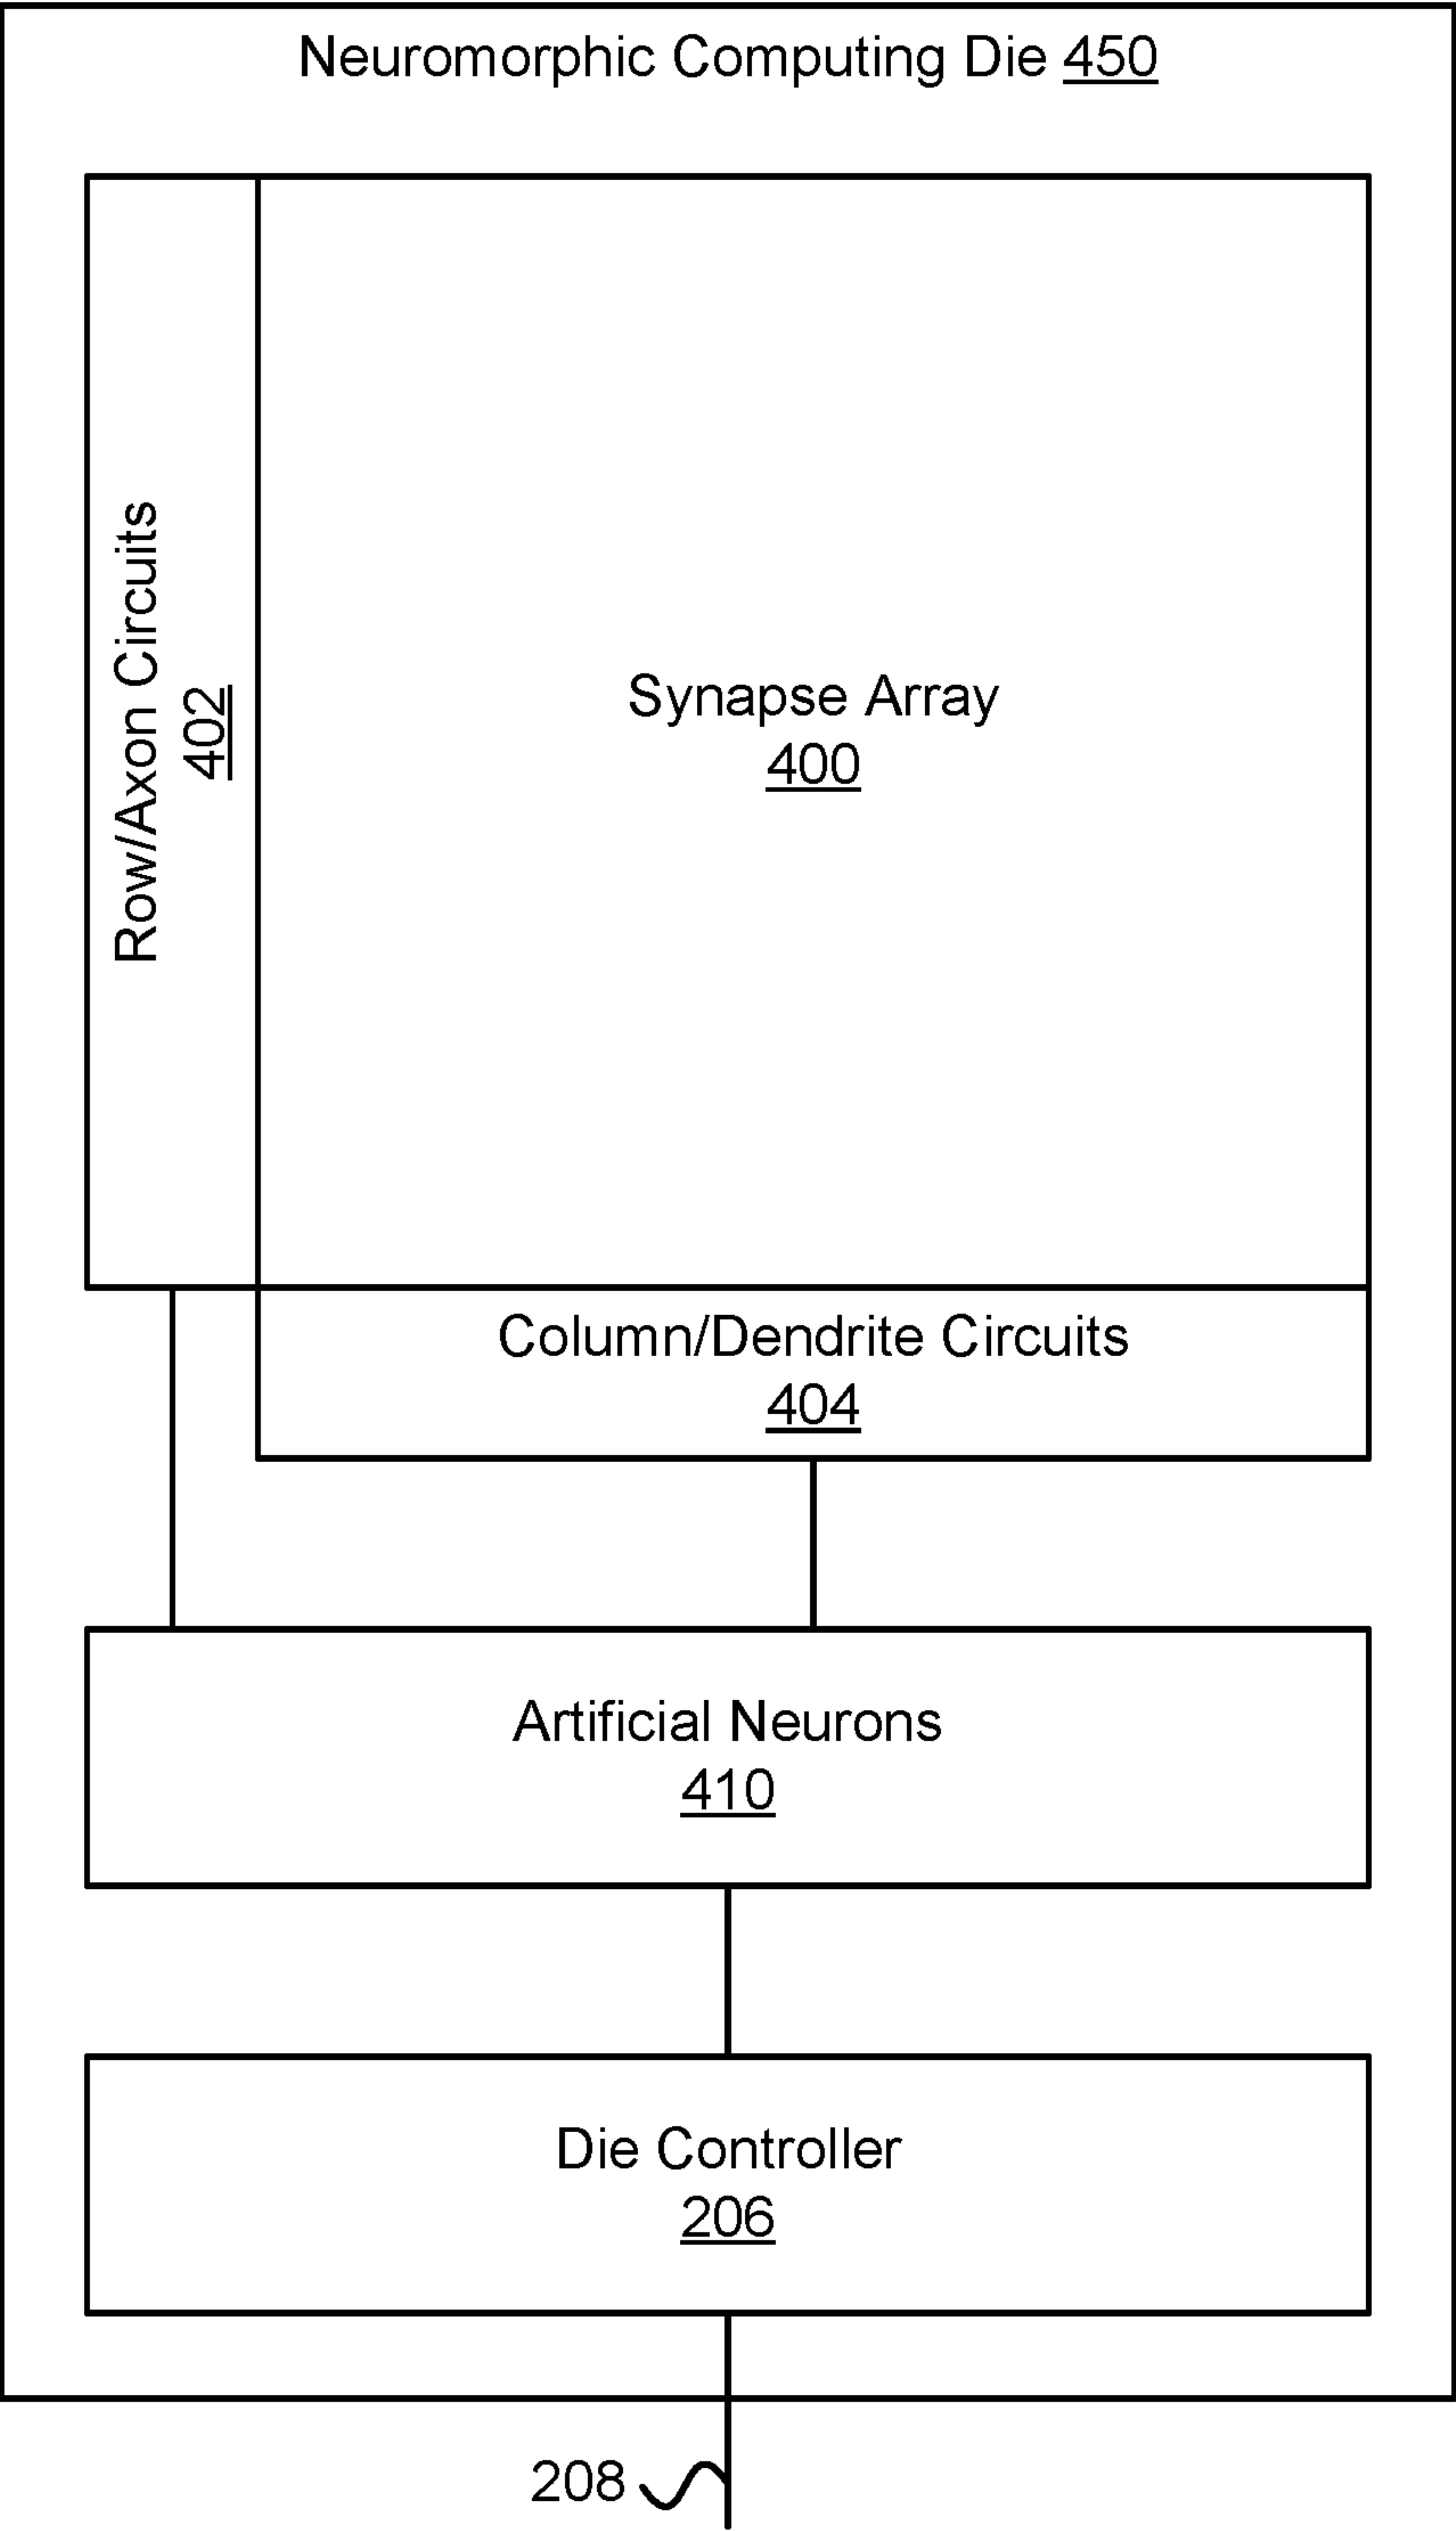 Neuromorphic Computing Die 450
Row/Axon Circuits
402
Synapse Array
400
Column/Dendrite Circuits
404
Artificial Neurons
410
Die Controller
206
208